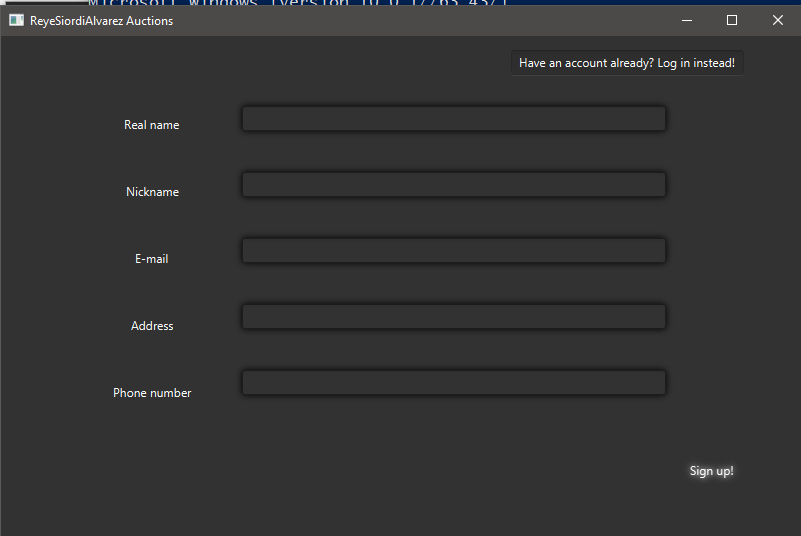 ReyeSiordiAlvarez Auctions
Have an account already? Log in instead!
Real name
Nickname
E-mail
Address
Phone number
Sign up!